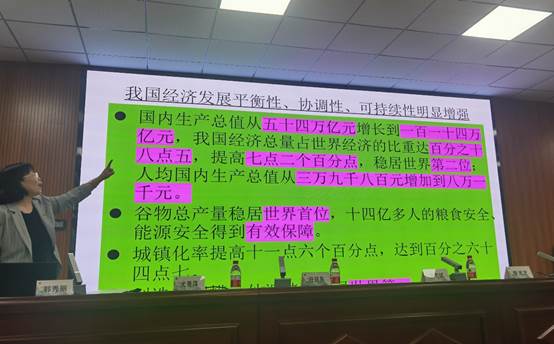 我国经济发展平衡性、协调性、可持续性明显增强
● 国内生产总值从五十四万亿元增长到一百一十四万
亿元，我国经济总量占世界经济的比重达百分之十
八点五，提高七点二个百分点，稳居世界第二位；
人均国内生产总值从三万九千八百元增加到八万一
千元。
● 谷物总产量稳居世界首位，十四亿多人的粮食安全、
能源安全得到有效保障。
● 城镇化率提高十一点六个百分点，达到百分之六十
四点七。
郭秀丽